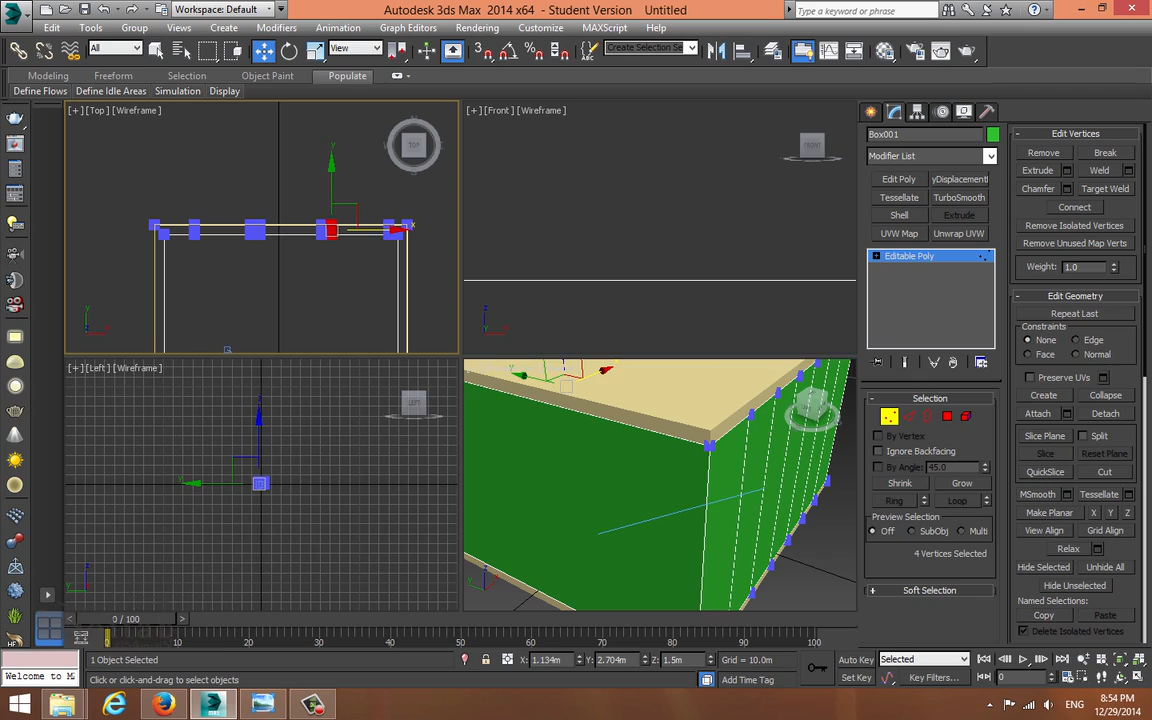 Workspace: Default
Autodesk 3ds Max 2014 x64 - Student Version Untitled
Type a keyword or phrase
Edit Tools Group Views Create Modifiers Animation Graph Editors Rendering Customize MAXScript Help
All View Create Selection Se
Modeling Freeform Selection Object Paint Populate
Define Flows Define Idle Areas Simulation Display
[+][Top][Wireframe]
TOP
[+][Front][Wireframe]
FRONT
[+][Left][Wireframe]
LEFT
Box001
Modifier List
Edit Poly yDisplacement
Tessellate TurboSmooth
Shell Extrude
UVW Map Unwrap UVW
Editable Poly
Selection
By Vertex
Ignore Backfacing
By Angle: 45.0
Shrink Grow
Ring Loop
Preview Selection
Off SubObj Multi
4 Vertices Selected
Soft Selection
Edit Vertices
Remove Break
Extrude Weld
Chamfer Target Weld
Connect
Remove Isolated Vertices
Remove Unused Map Verts
Weight: 1.0
Edit Geometry
Repeat Last
Constraints
None Edge
Face Normal
Preserve UVs
Create Collapse
Attach Detach
Slice Plane Split
Slice Reset Plane
QuickSlice Cut
MSmooth Tessellate
Make Planar X Y Z
View Align Grid Align
Relax
Hide Selected Unhide All
Hide Unselected
Named Selections:
Copy Paste
Delete Isolated Vertices
0 / 100
0 10 20 30 40 50 60 70 80 90 100
Welcome to M
1 Object Selected
Click or click-and-drag to select objects
X: 1.134m Y: 2.704m Z: 1.5m Grid = 10.0m
Add Time Tag
Auto Key Selected
Set Key Key Filters...
0
ENG
8:54 PM
12/29/2014